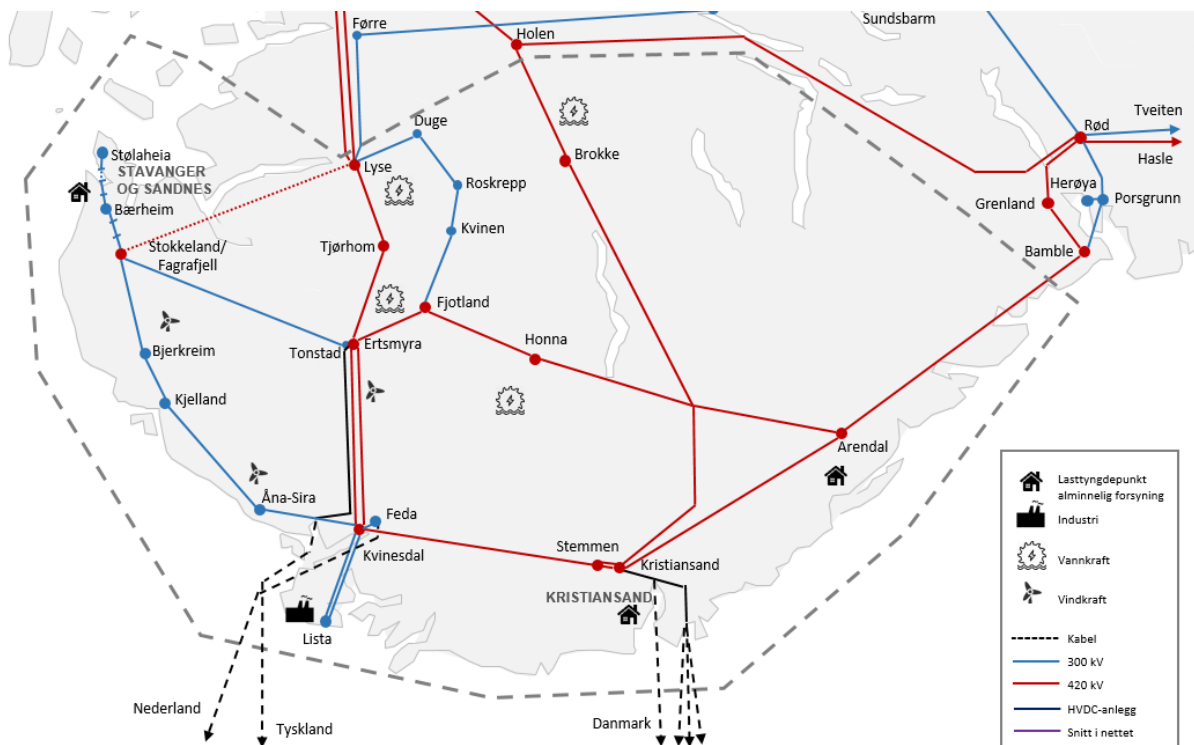 Førre
Holen
Sundsbarm
Duge
Tveiten
Rød
Stølaheia
STAVANGER
OG SANDNES
Lyse
Brokke
Hasle
Roskrepp
Herøya
Bærheim
Grenland
Porsgrunn
Kvinen
Stokkeland/
Fagrafjell
Tjørhom
Bamble
Fjotland
Bjerkreim
Tonstad
Ertsmyra
Honna
Kjelland
Arendal
Åna-Sira
Feda
Kvinesdal
Stemmen
Kristiansand
KRISTIANSAND
Lista
Nederland
Tyskland
Danmark
Lasttyngdepunkt
alminnelig forsyning
Industri
Vannkraft
Vindkraft
Kabel
300 kV
420 kV
HVDC-anlegg
Snitt i nettet